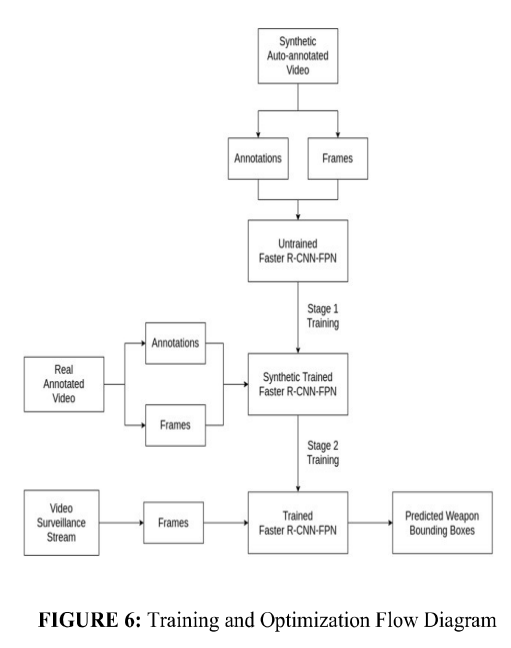 Synthetic
Auto-annotated
Video
Annotations
Frames
Untrained
Faster R-CNN-FPN
Stage 1
Training
Annotations
Real
Annotated
Video
Frames
Synthetic Trained
Faster R-CNN-FPN
Stage 2
Training
Video
Surveillance
Stream
Frames
Trained
Faster R-CNN-FPN
Predicted Weapon
Bounding Boxes
FIGURE 6: Training and Optimization Flow Diagram